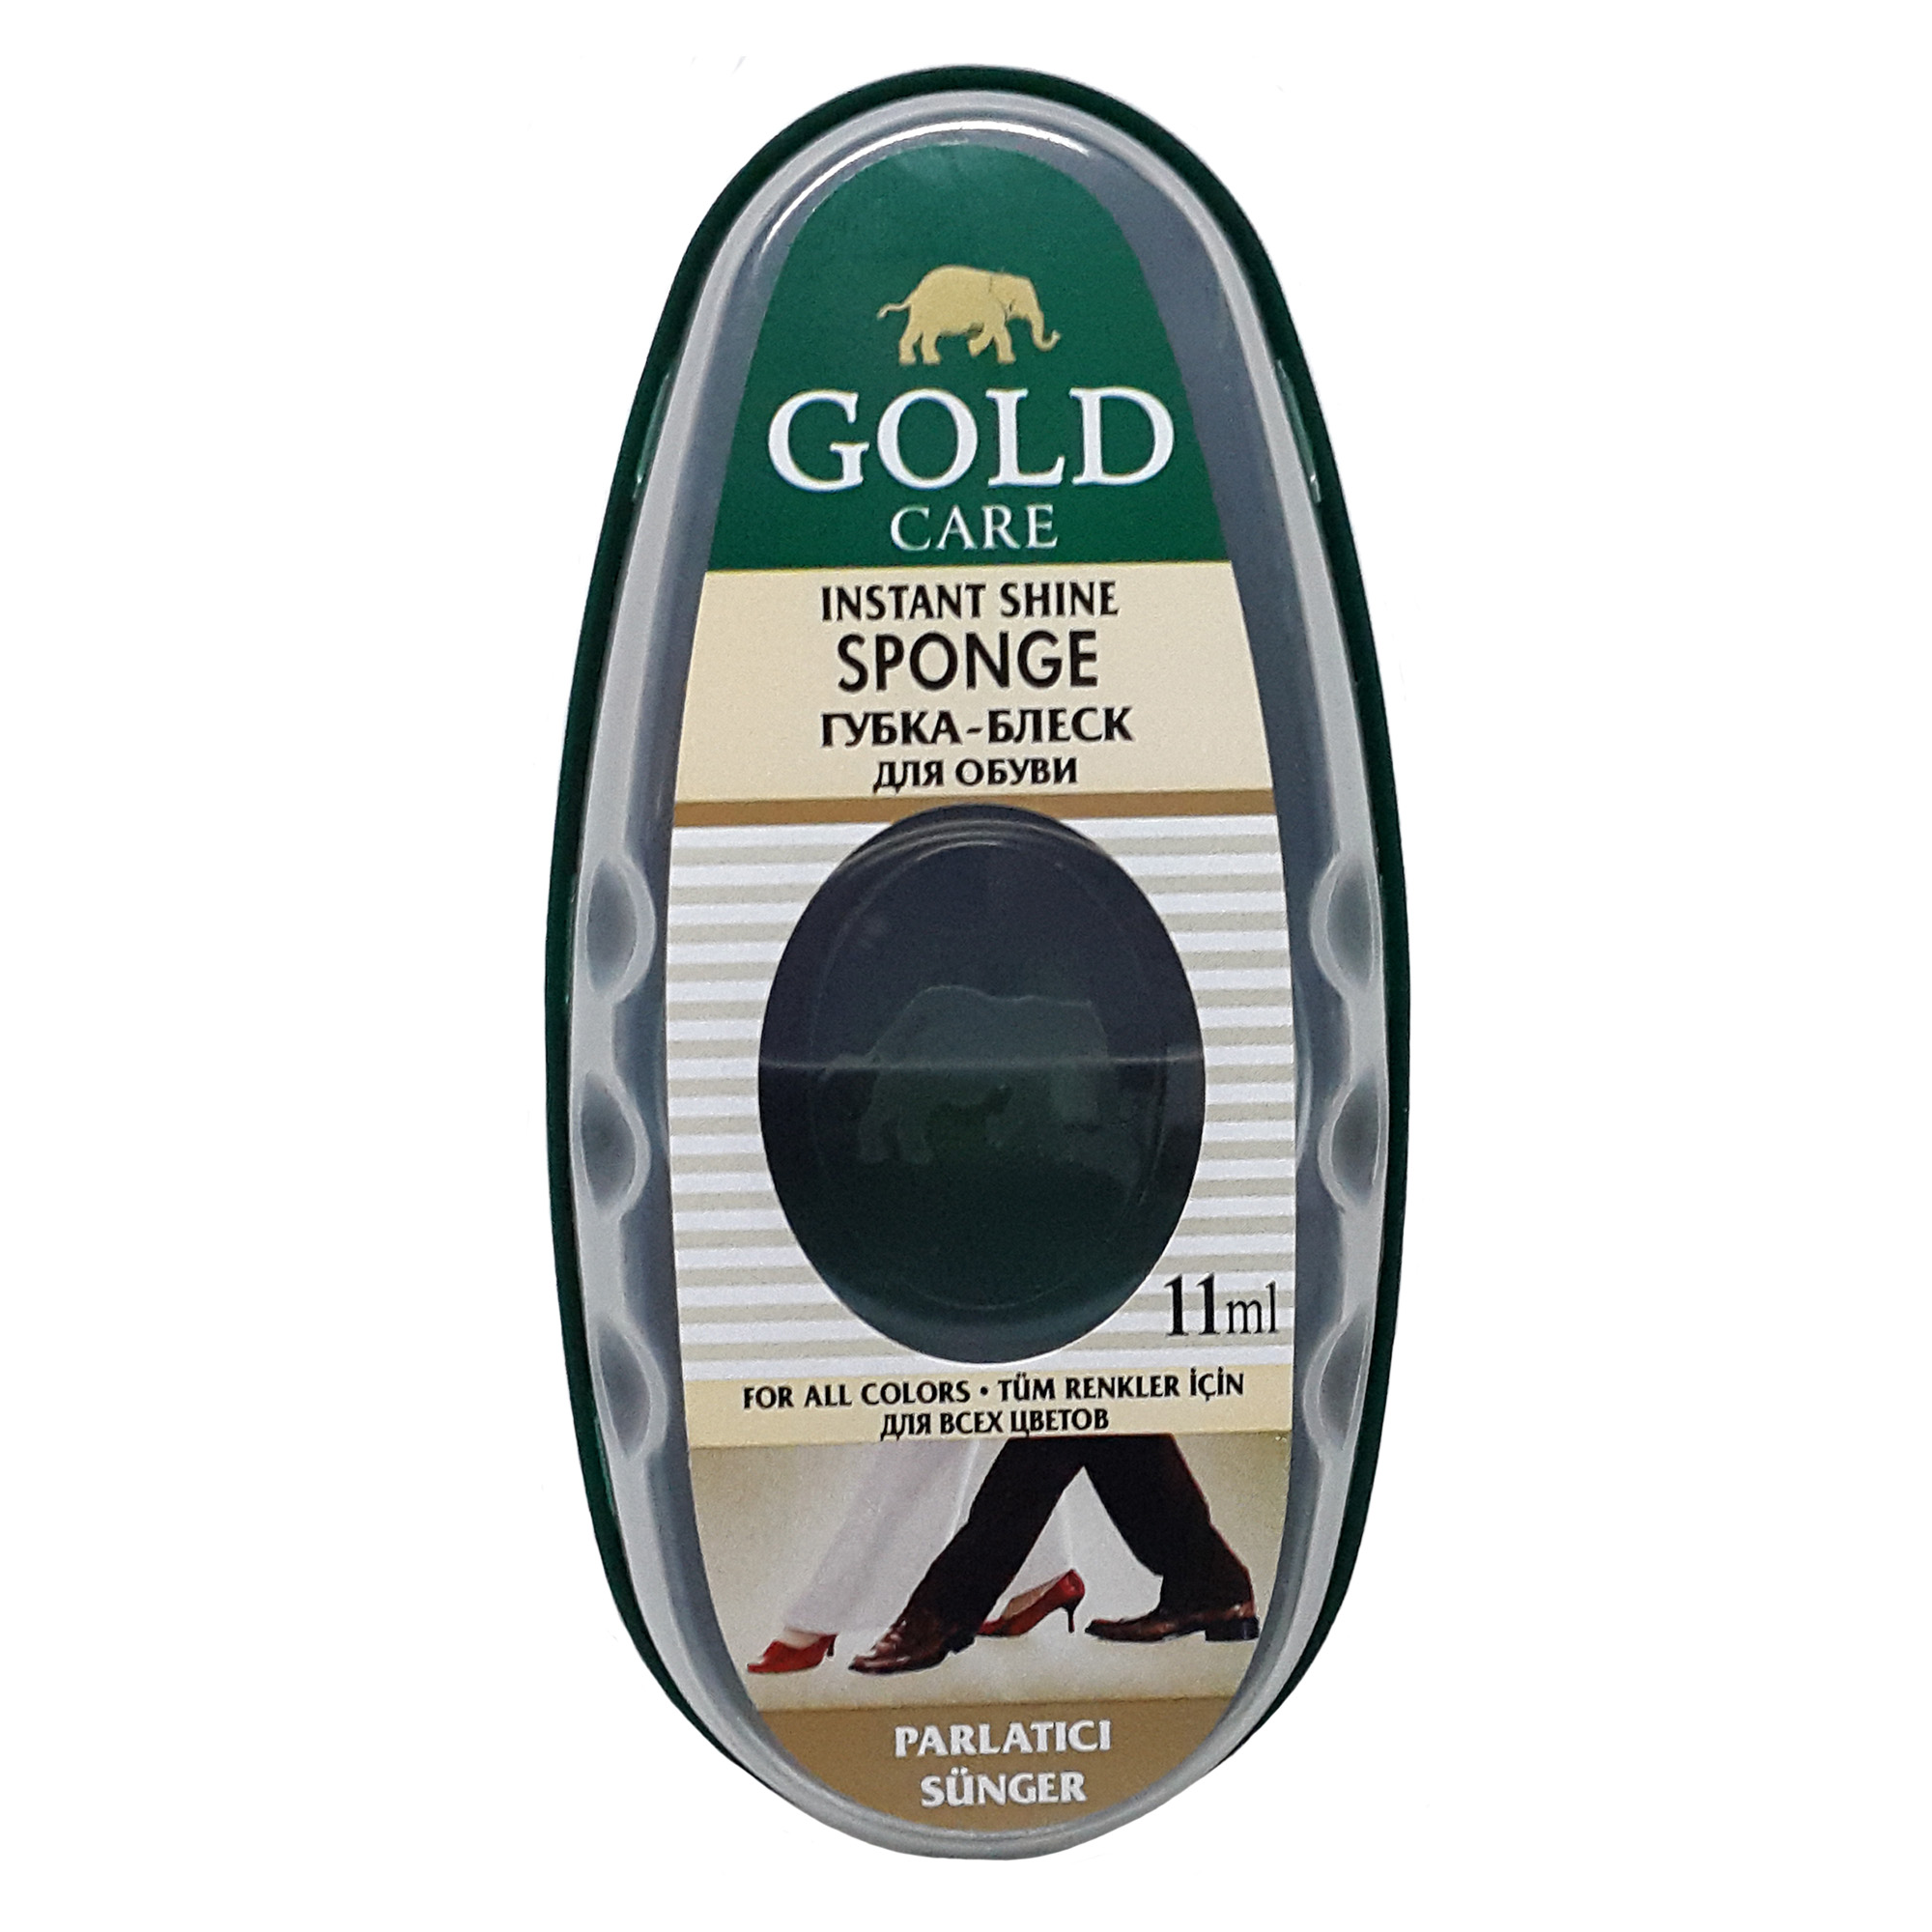 GOLD
CARE
INSTANT SHINE
SPONGE
ГУБКА-БЛЕСК
ДЛЯ ОБУВИ
11ml
FOR ALL COLORS • TÜM RENKLER İÇİN
ДЛЯ ВСЕХ ЦВЕТОВ
PARLATICI
SÜNGER